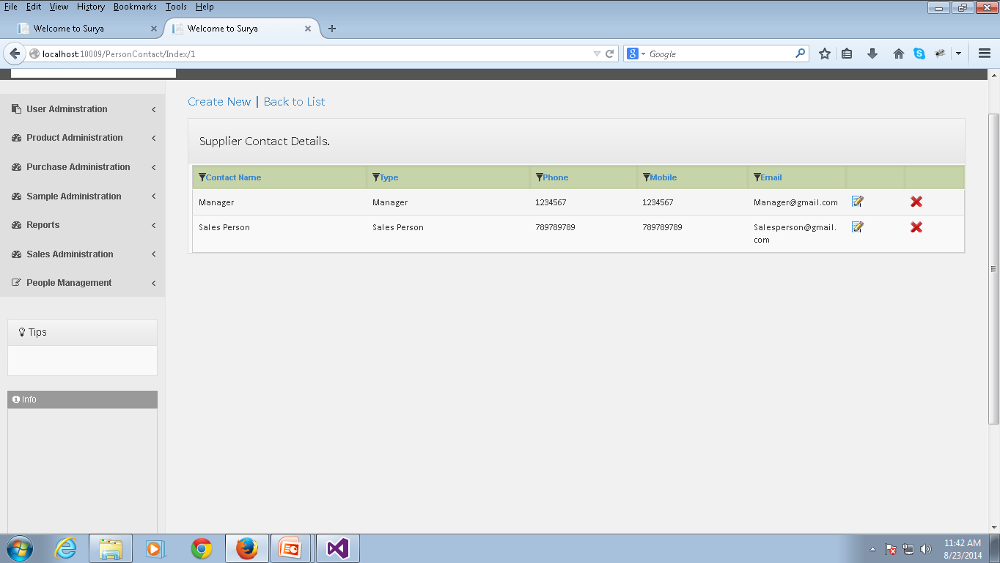 File Edit View History Bookmarks Tools Help
Welcome to Surya
Welcome to Surya
localhost:10009/PersonContact/Index/1
Google
Create New | Back to List
User Adminstration
Product Administration
Purchase Administration
Sample Administration
Reports
Sales Administration
People Management
Tips
Info
Supplier Contact Details.
Contact Name Type Phone Mobile Email
Manager Manager 1234567 1234567 Manager@gmail.com
Sales Person Sales Person 789789789 789789789 Salesperson@gmail.
com
11:42 AM
8/23/2014